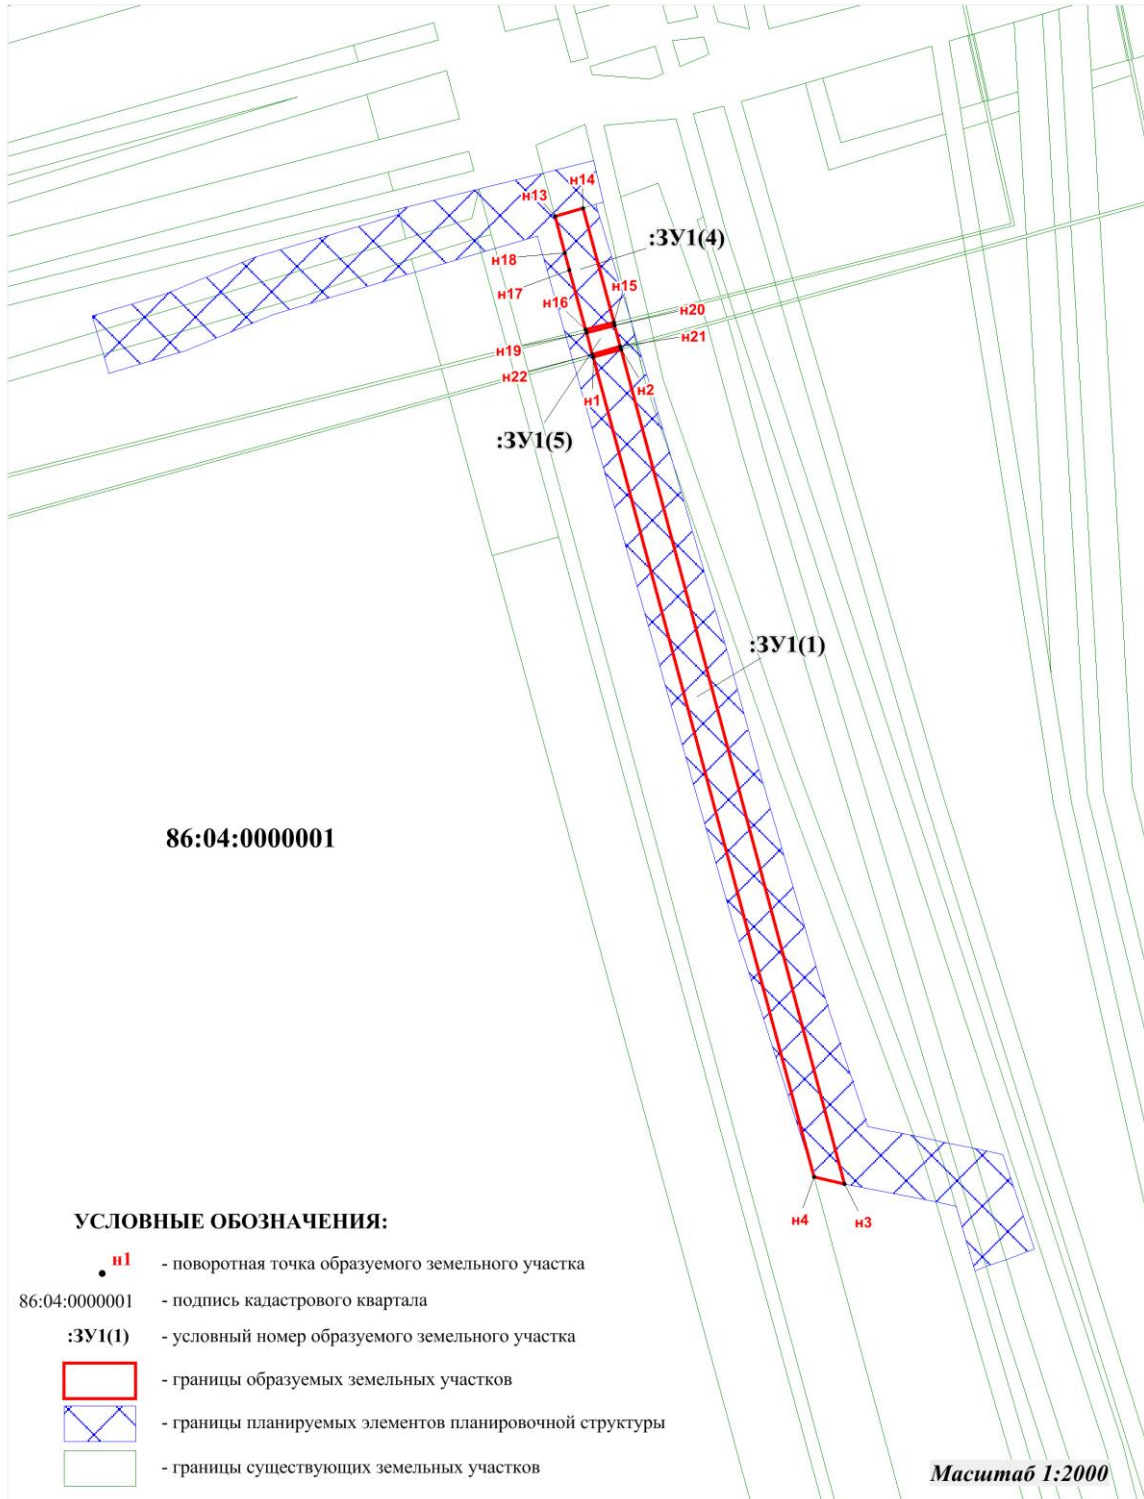 н14
н13
:ЗУ1(4)
н18
н15
н17
н16
н20
н21
н19
н22
н2
н1
:ЗУ1(5)
:ЗУ1(1)
86:04:0000001
н4
н3
УСЛОВНЫЕ ОБОЗНАЧЕНИЯ:
н1 - поворотная точка образуемого земельного участка
86:04:0000001 - подпись кадастрового квартала
:ЗУ1(1) - условный номер образуемого земельного участка
- границы образуемых земельных участков
- границы планируемых элементов планировочной структуры
- границы существующих земельных участков
Масштаб 1:2000